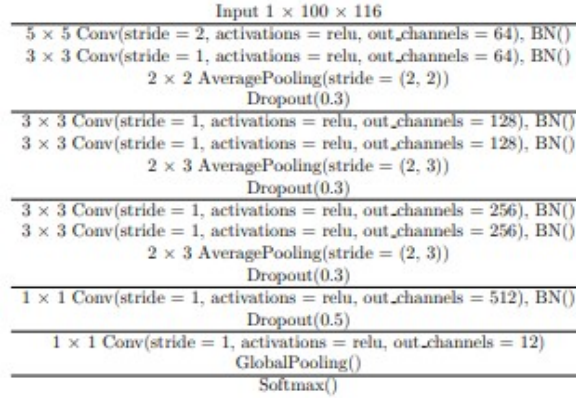 Input 1 × 100 × 116
5 × 5 Conv(stride = 2, activations = relu, out_channels = 64), BN()
3 × 3 Conv(stride = 1, activations = relu, out_channels = 64), BN()
2 × 2 AveragePooling(stride = (2, 2))
Dropout(0.3)
3 × 3 Conv(stride = 1, activations = relu, out_channels = 128), BN()
3 × 3 Conv(stride = 1, activations = relu, out_channels = 128), BN()
2 × 3 AveragePooling(stride = (2, 3))
Dropout(0.3)
3 × 3 Conv(stride = 1, activations = relu, out_channels = 256), BN()
3 × 3 Conv(stride = 1, activations = relu, out_channels = 256), BN()
2 × 3 AveragePooling(stride = (2, 3))
Dropout(0.3)
1 × 1 Conv(stride = 1, activations = relu, out_channels = 512), BN()
Dropout(0.5)
1 × 1 Conv(stride = 1, activations = relu, out_channels = 12)
GlobalPooling()
Softmax()